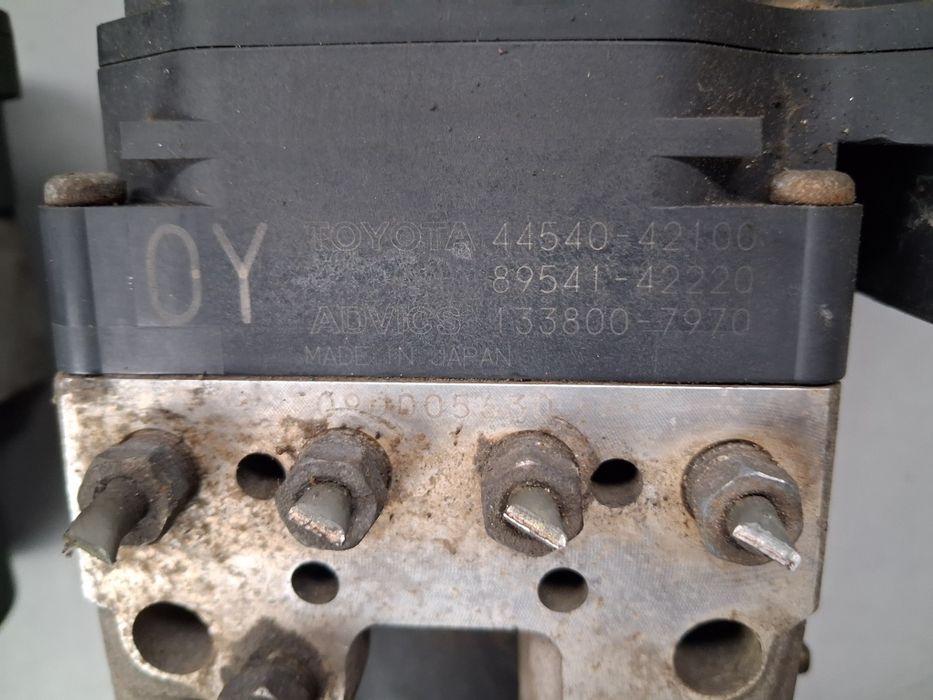 0Y
TOYOTA 44540-42100
89541-42220
ADVICS 133800-7970
MADE IN JAPAN